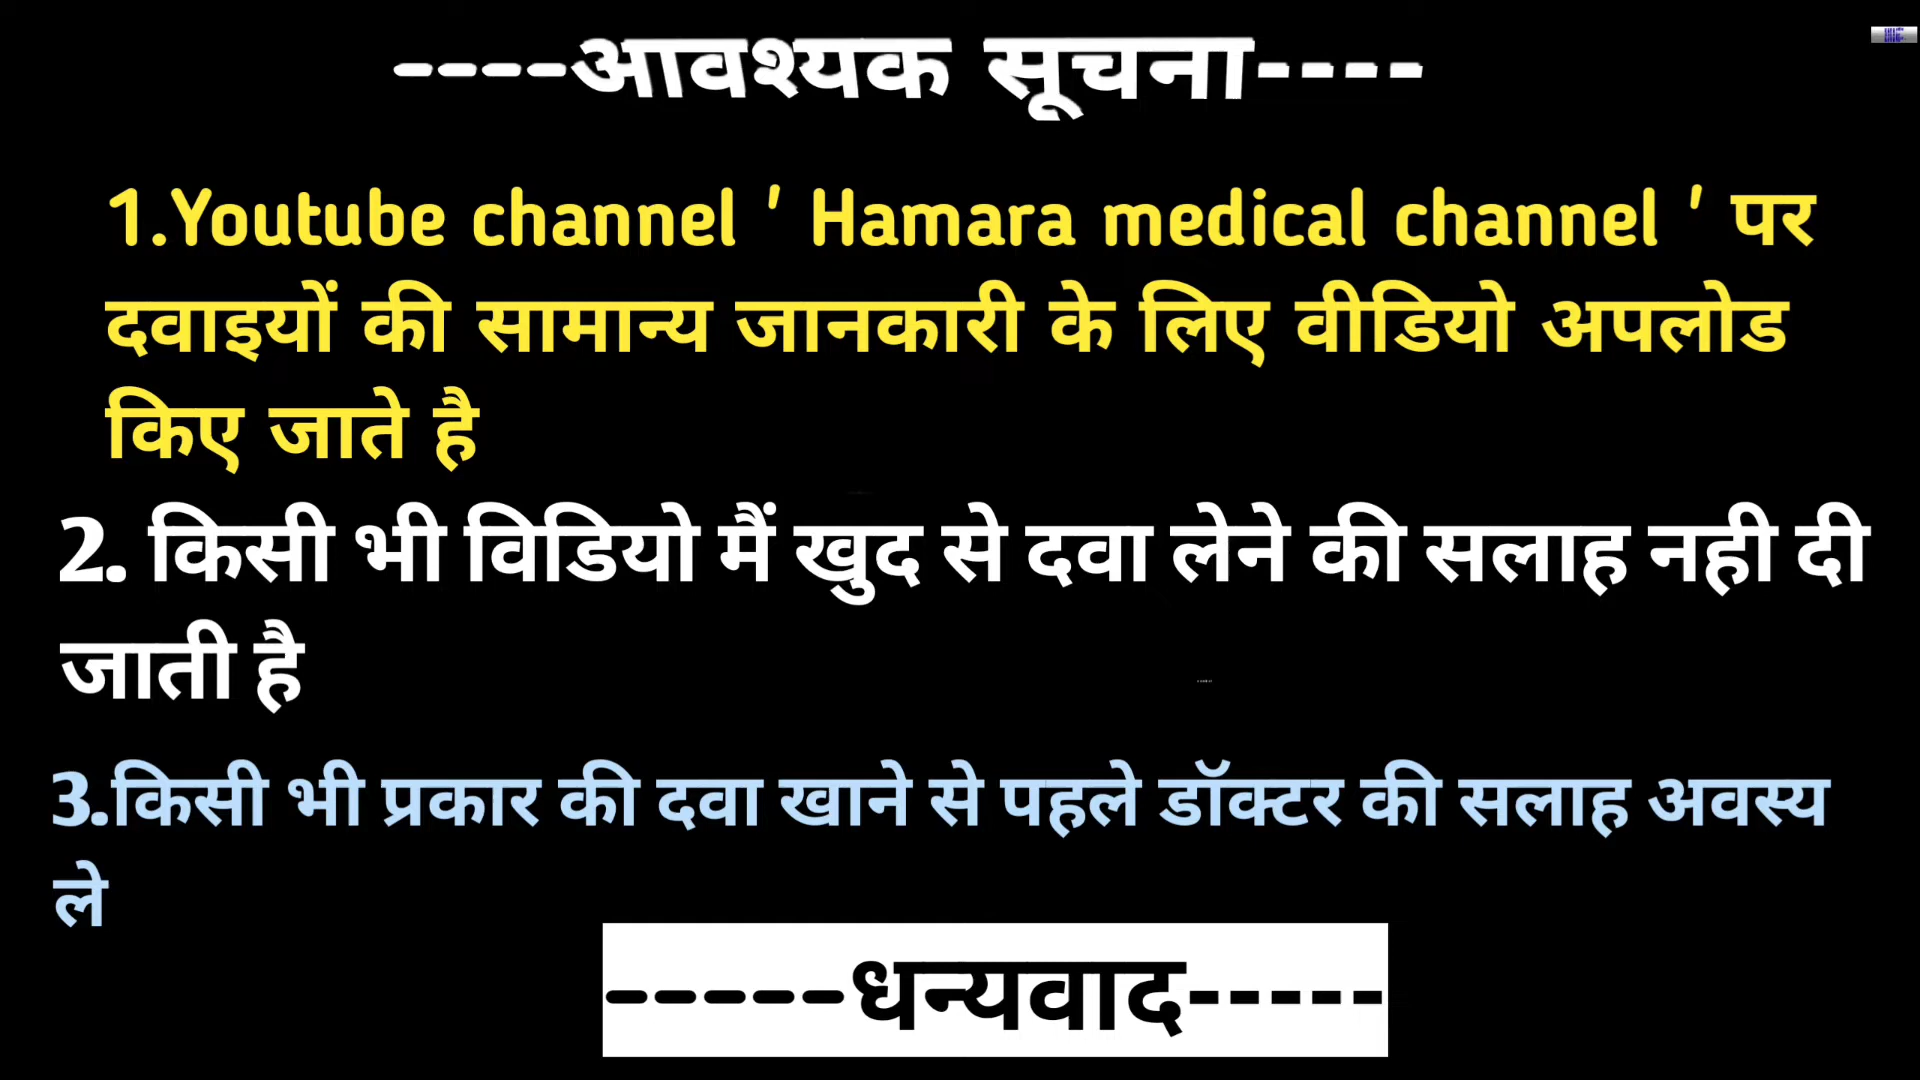 ----आवश्यक सूचना----
1.Youtube channel ' Hamara medical channel ' पर
दवाइयों की सामान्य जानकारी के लिए वीडियो अपलोड
किए जाते है
2. किसी भी विडियो मैं खुद से दवा लेने की सलाह नही दी
जाती है
3.किसी भी प्रकार की दवा खाने से पहले डॉक्टर की सलाह अवस्य
ले
-----धन्यवाद-----